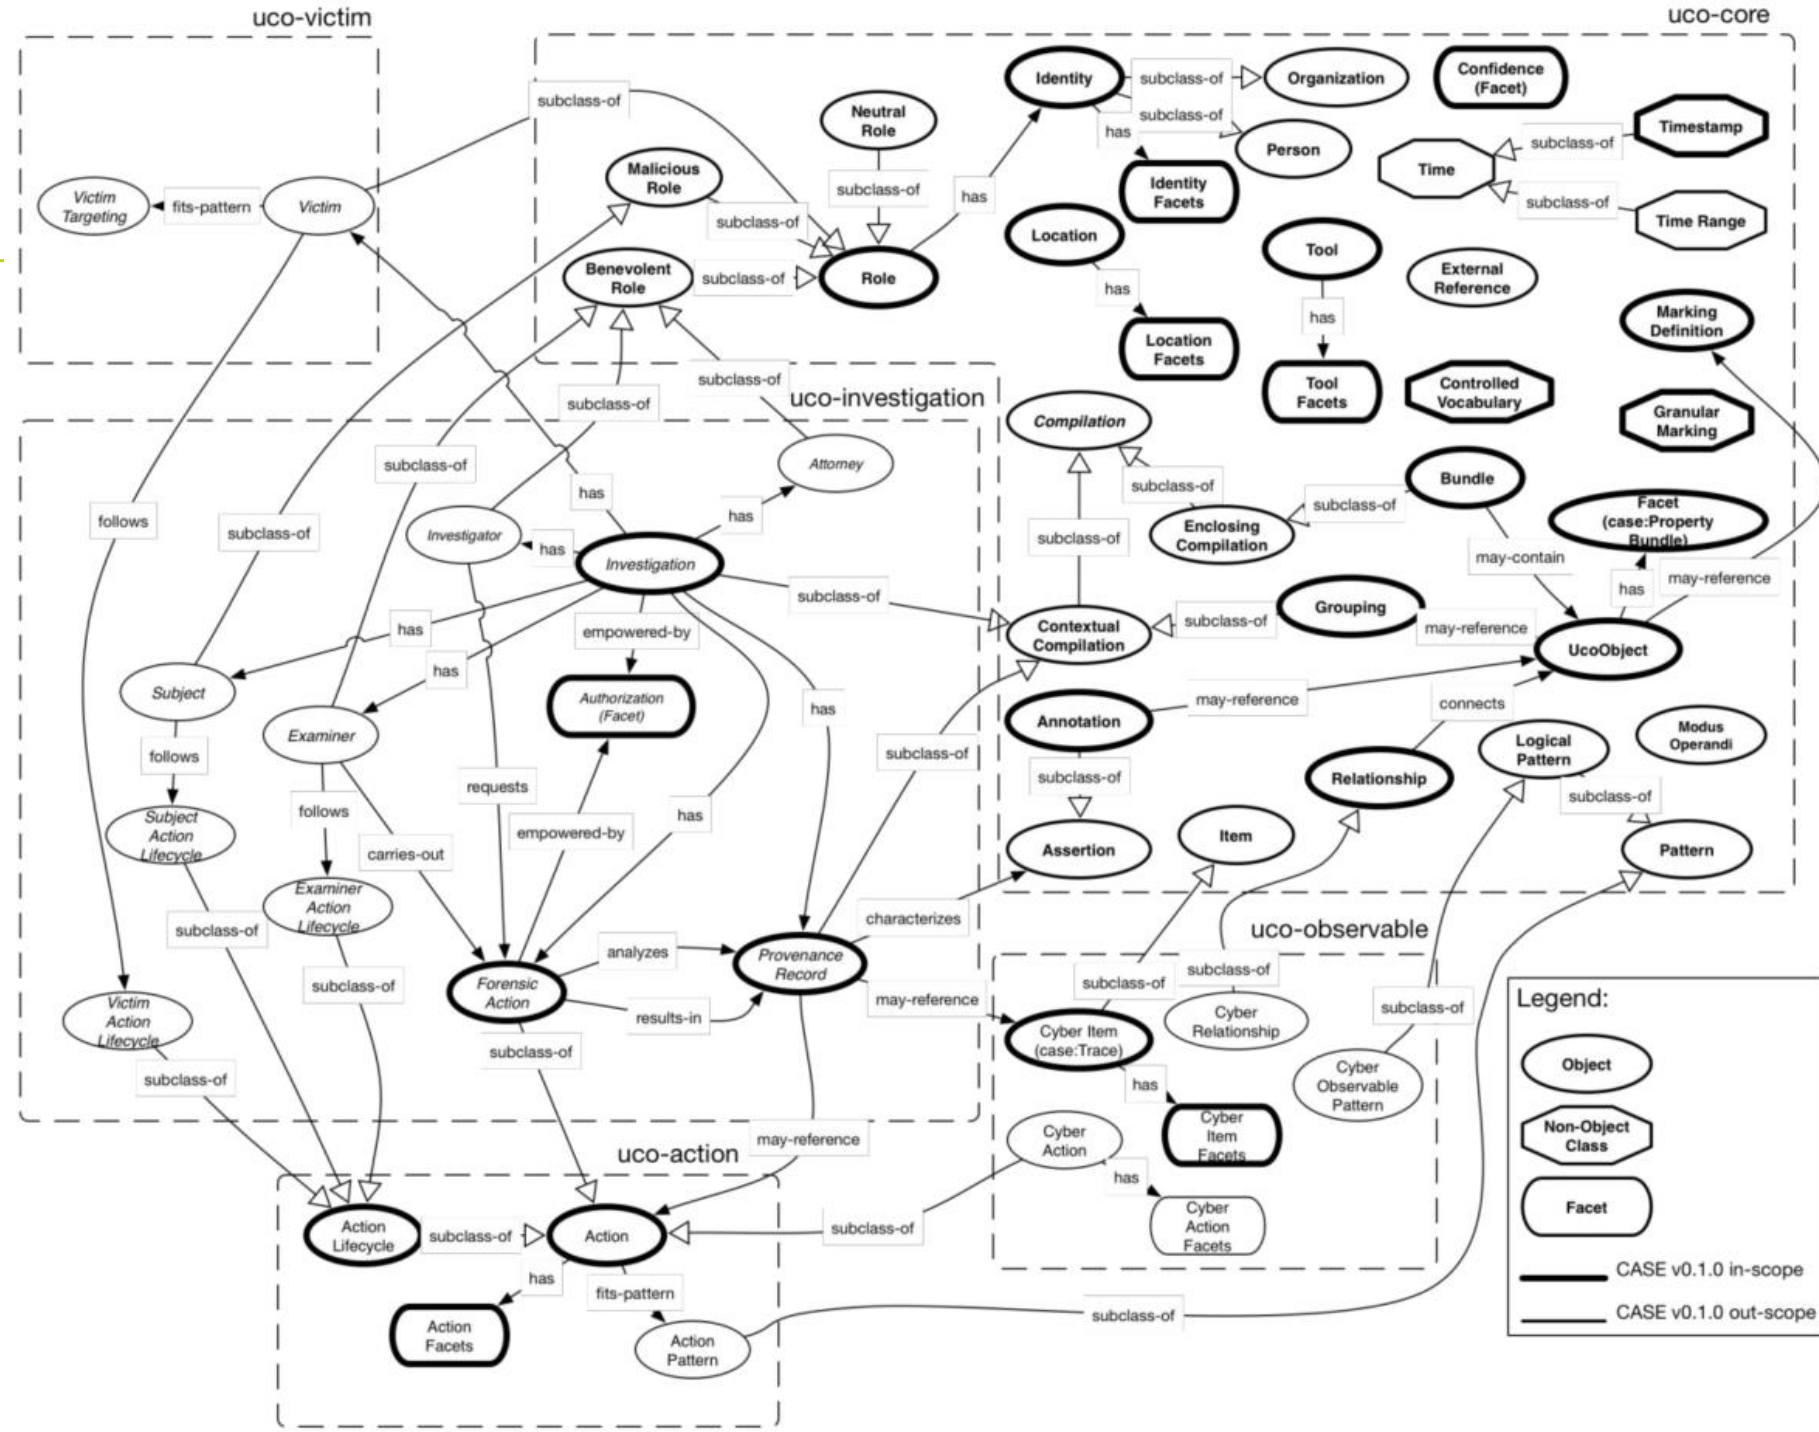 uco-victim
uco-core
Identity
subclass-of
Organization
Confidence
(Facet)
subclass-of
Neutral
Role
subclass-of
has
Person
Timestamp
subclass-of
Time
Malicious
Role
subclass-of
has
Identity
Facets
subclass-of
Time Range
Victim
Targeting
fits-pattern
Victim
subclass-of
Location
Tool
Benevolent
Role
subclass-of
Role
has
External
Reference
has
Marking
Definition
Location
Facets
subclass-of
Tool
Facets
Controlled
Vocabulary
Granular
Marking
subclass-of
uco-investigation
Compilation
Attorney
subclass-of
Bundle
subclass-of
has
has
subclass-of
Facet
(case:Property
Bundle)
follows
subclass-of
Investigator
has
Investigation
subclass-of
Enclosing
Compilation
may-contain
has
may-reference
subclass-of
Grouping
has
empowered-by
Contextual
Compilation
subclass-of
may-reference
UcoObject
has
Subject
Authorization
(Facet)
has
may-reference
connects
Examiner
Annotation
Logical
Pattern
Modus
Operandi
follows
subclass-of
subclass-of
Relationship
subclass-of
requests
follows
has
Subject
Action
Lifecycle
carries-out
empowered-by
Assertion
Item
Pattern
Examiner
Action
Lifecycle
subclass-of
characterizes
uco-observable
analyzes
Provenance
Record
subclass-of
Forensic
Action
subclass-of
subclass-of
Victim
Action
Lifecycle
results-in
may-reference
Cyber Item
(case:Trace)
Cyber
Relationship
subclass-of
subclass-of
subclass-of
has
Cyber
Observable
Pattern
may-reference
Cyber
Action
Cyber
Item
Facets
uco-action
has
Action
Lifecycle
subclass-of
Action
subclass-of
Cyber
Action
Facets
has
fits-pattern
Action
Facets
Action
Pattern
subclass-of
Legend:
Object
Non-Object
Class
Facet
CASE v0.1.0 in-scope
CASE v0.1.0 out-scope